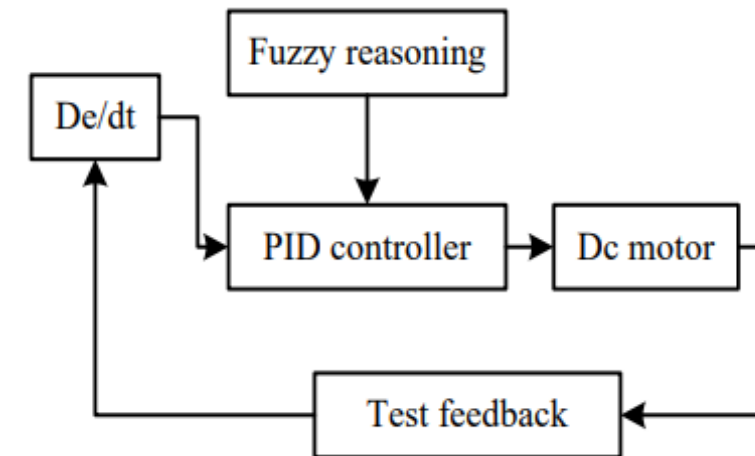 Fuzzy reasoning
De/dt
PID controller
Dc motor
Test feedback